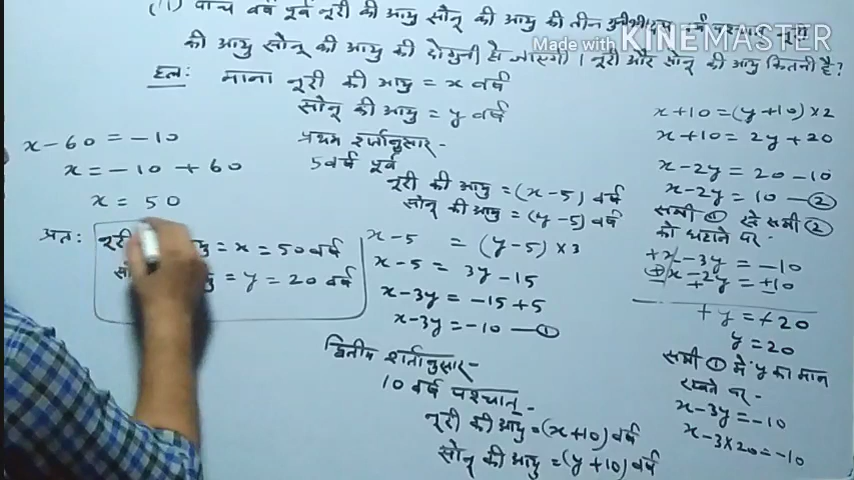 (ii) पांच वर्ष पूर्व नूरी की आयु सोनू की आयु की तीन गुनी थी। दस वर्ष पश्चात् नूरी
की आयु सोनू की आयु की दोगुनी हो जाएगी। नूरी और सोनू की आयु कितनी है?
Made with KINEMASTER
हल: माना नूरी की आयु = x वर्ष
सोनू की आयु = y वर्ष
प्रथम शर्तानुसार-
5 वर्ष पूर्व
नूरी की आयु = (x-5) वर्ष
सोनू की आयु = (y-5) वर्ष
x-5 = (y-5)×3
x-5 = 3y-15
x-3y = -15+5
x-3y = -10 —①
द्वितीय शर्तानुसार-
10 वर्ष पश्चात्-
नूरी की आयु = (x+10) वर्ष
सोनू की आयु = (y+10) वर्ष
x+10 = (y+10)×2
x+10 = 2y+20
x-2y = 20-10
x-2y = 10 —②
समी ① से समी ②
को घटाने पर-
+x-3y = -10
x-2y = +10
+y = +20
y = 20
समी ① में y का मान
रखने पर-
x-3y = -10
x-3×20 = -10
x-60 = -10
x = -10+60
x = 50
अत: नूरी = x = 50 वर्ष
= y = 20 वर्ष